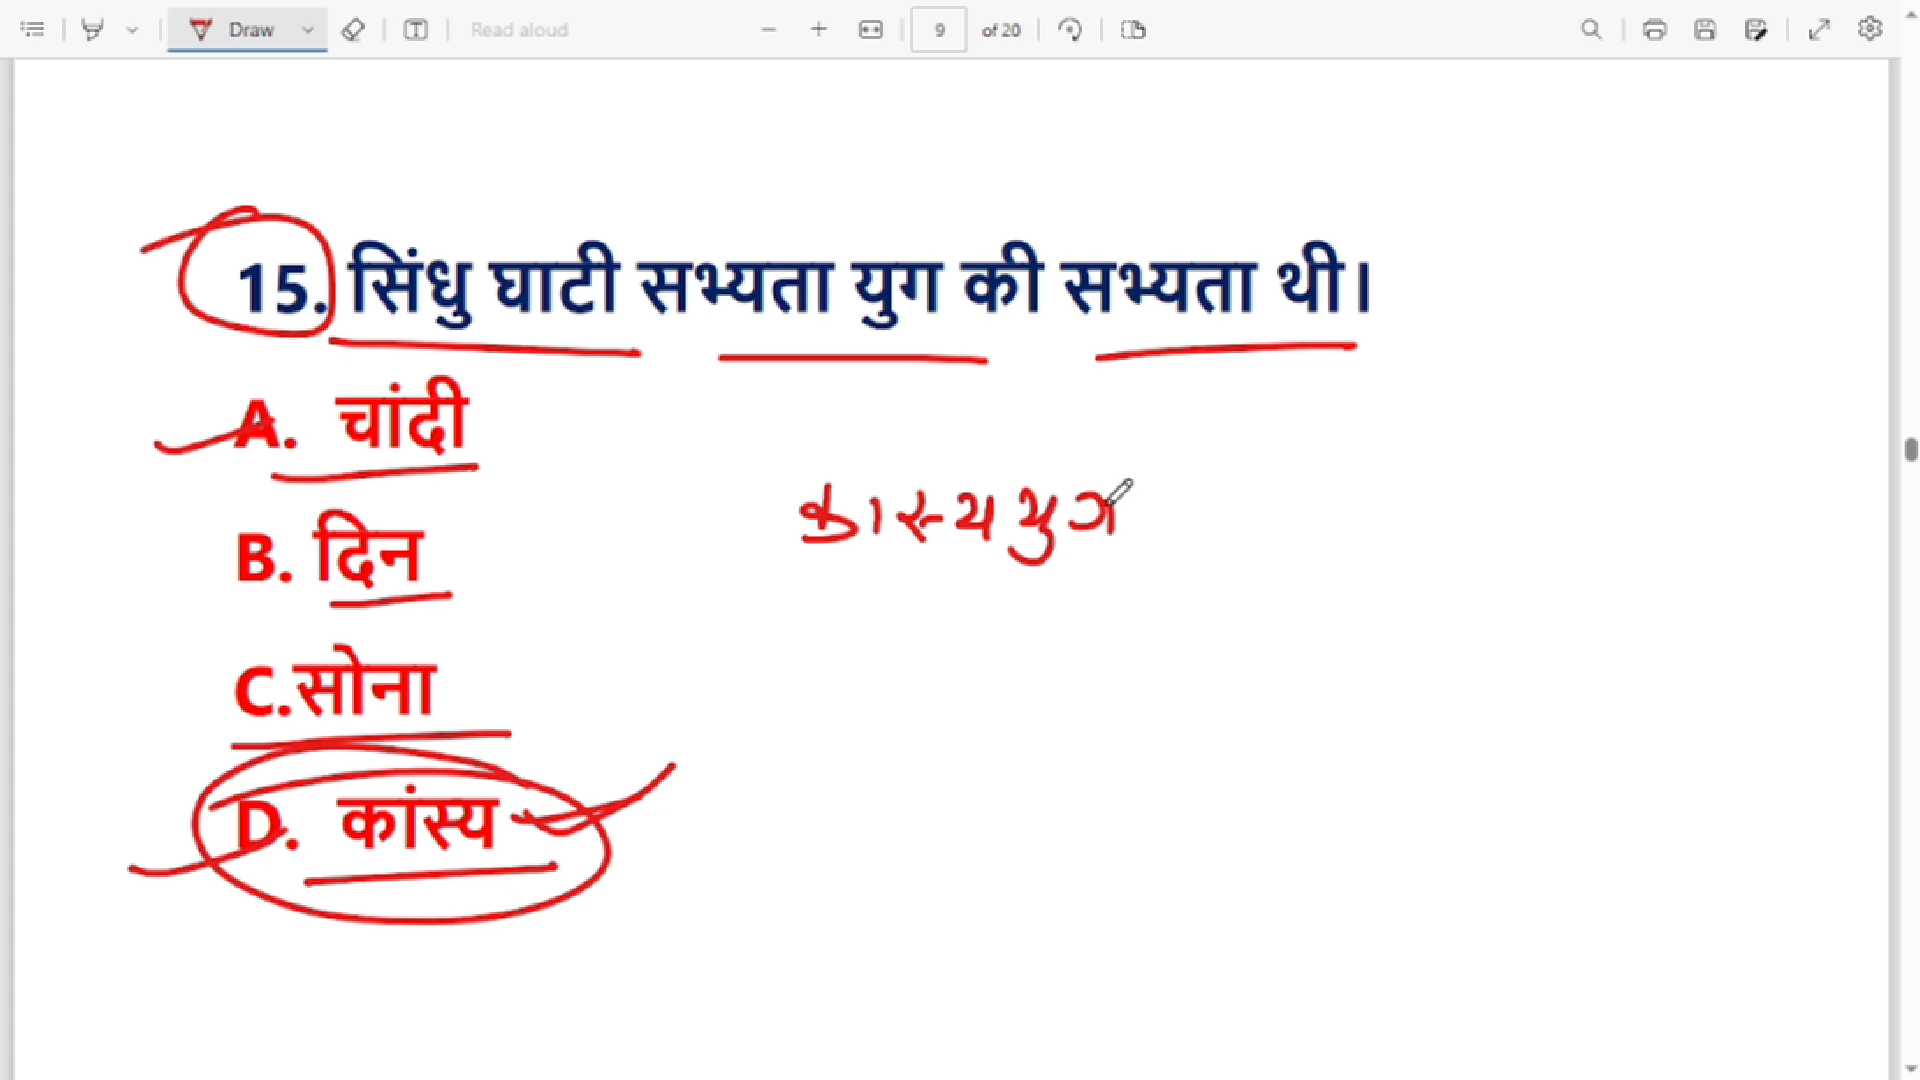 Draw
Read aloud
9 of 20
15. सिंधु घाटी सभ्यता युग की सभ्यता थी।
A. चांदी
कास्य युग
B. दिन
C.सोना
D. कांस्य